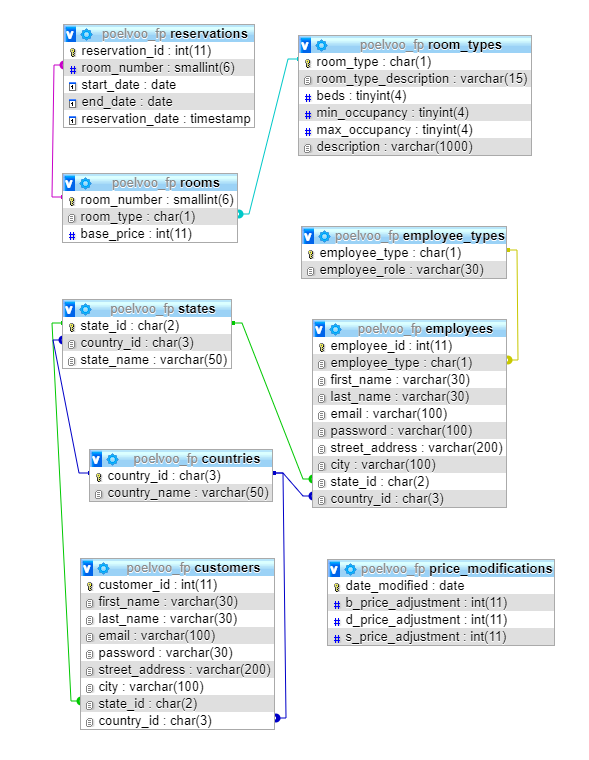 poelvoo_fp reservations
reservation_id : int(11)
room_number : smallint(6)
start_date : date
end_date : date
reservation_date : timestamp
poelvoo_fp room_types
room_type : char(1)
room_type_description : varchar(15)
beds : tinyint(4)
min_occupancy : tinyint(4)
max_occupancy : tinyint(4)
description : varchar(1000)
poelvoo_fp rooms
room_number : smallint(6)
room_type : char(1)
base_price : int(11)
poelvoo_fp employee_types
employee_type : char(1)
employee_role : varchar(30)
poelvoo_fp states
state_id : char(2)
country_id : char(3)
state_name : varchar(50)
poelvoo_fp employees
employee_id : int(11)
employee_type : char(1)
first_name : varchar(30)
last_name : varchar(30)
email : varchar(100)
password : varchar(100)
street_address : varchar(200)
city : varchar(100)
state_id : char(2)
country_id : char(3)
poelvoo_fp countries
country_id : char(3)
country_name : varchar(50)
poelvoo_fp customers
customer_id : int(11)
first_name : varchar(30)
last_name : varchar(30)
email : varchar(100)
password : varchar(30)
street_address : varchar(200)
city : varchar(100)
state_id : char(2)
country_id : char(3)
poelvoo_fp price_modifications
date_modified : date
b_price_adjustment : int(11)
d_price_adjustment : int(11)
s_price_adjustment : int(11)